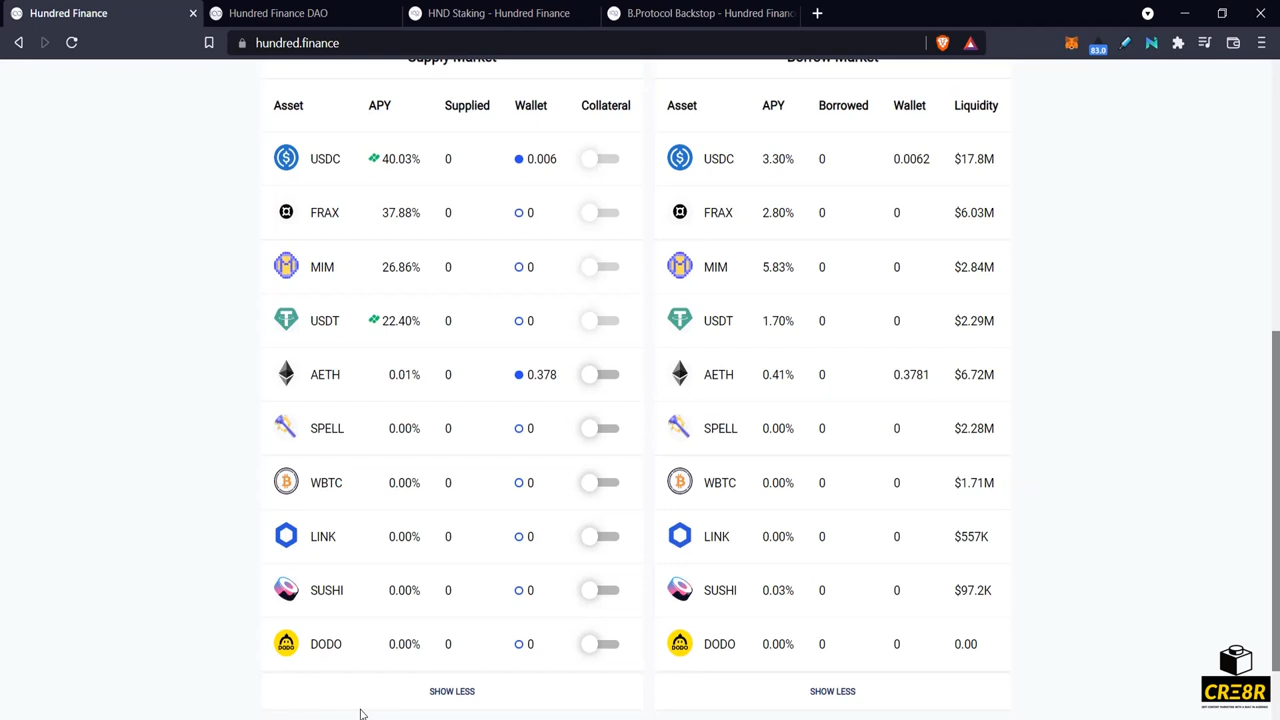 Hundred Finance
Hundred Finance DAO
HND Staking - Hundred Finance
B.Protocol Backstop - Hundred Financ
hundred.finance
83.0
Supply Market
Borrow Market
Asset APY Supplied Wallet Collateral
Asset APY Borrowed Wallet Liquidity
USDC 40.03% 0 0.006
USDC 3.30% 0 0.0062 $17.8M
FRAX 37.88% 0 0
FRAX 2.80% 0 0 $6.03M
MIM 26.86% 0 0
MIM 5.83% 0 0 $2.84M
USDT 22.40% 0 0
USDT 1.70% 0 0 $2.29M
AETH 0.01% 0 0.378
AETH 0.41% 0 0.3781 $6.72M
SPELL 0.00% 0 0
SPELL 0.00% 0 0 $2.28M
WBTC 0.00% 0 0
WBTC 0.00% 0 0 $1.71M
LINK 0.00% 0 0
LINK 0.00% 0 0 $557K
SUSHI 0.00% 0 0
SUSHI 0.03% 0 0 $97.2K
DODO 0.00% 0 0
DODO 0.00% 0 0 0.00
SHOW LESS
SHOW LESS
CRE8R